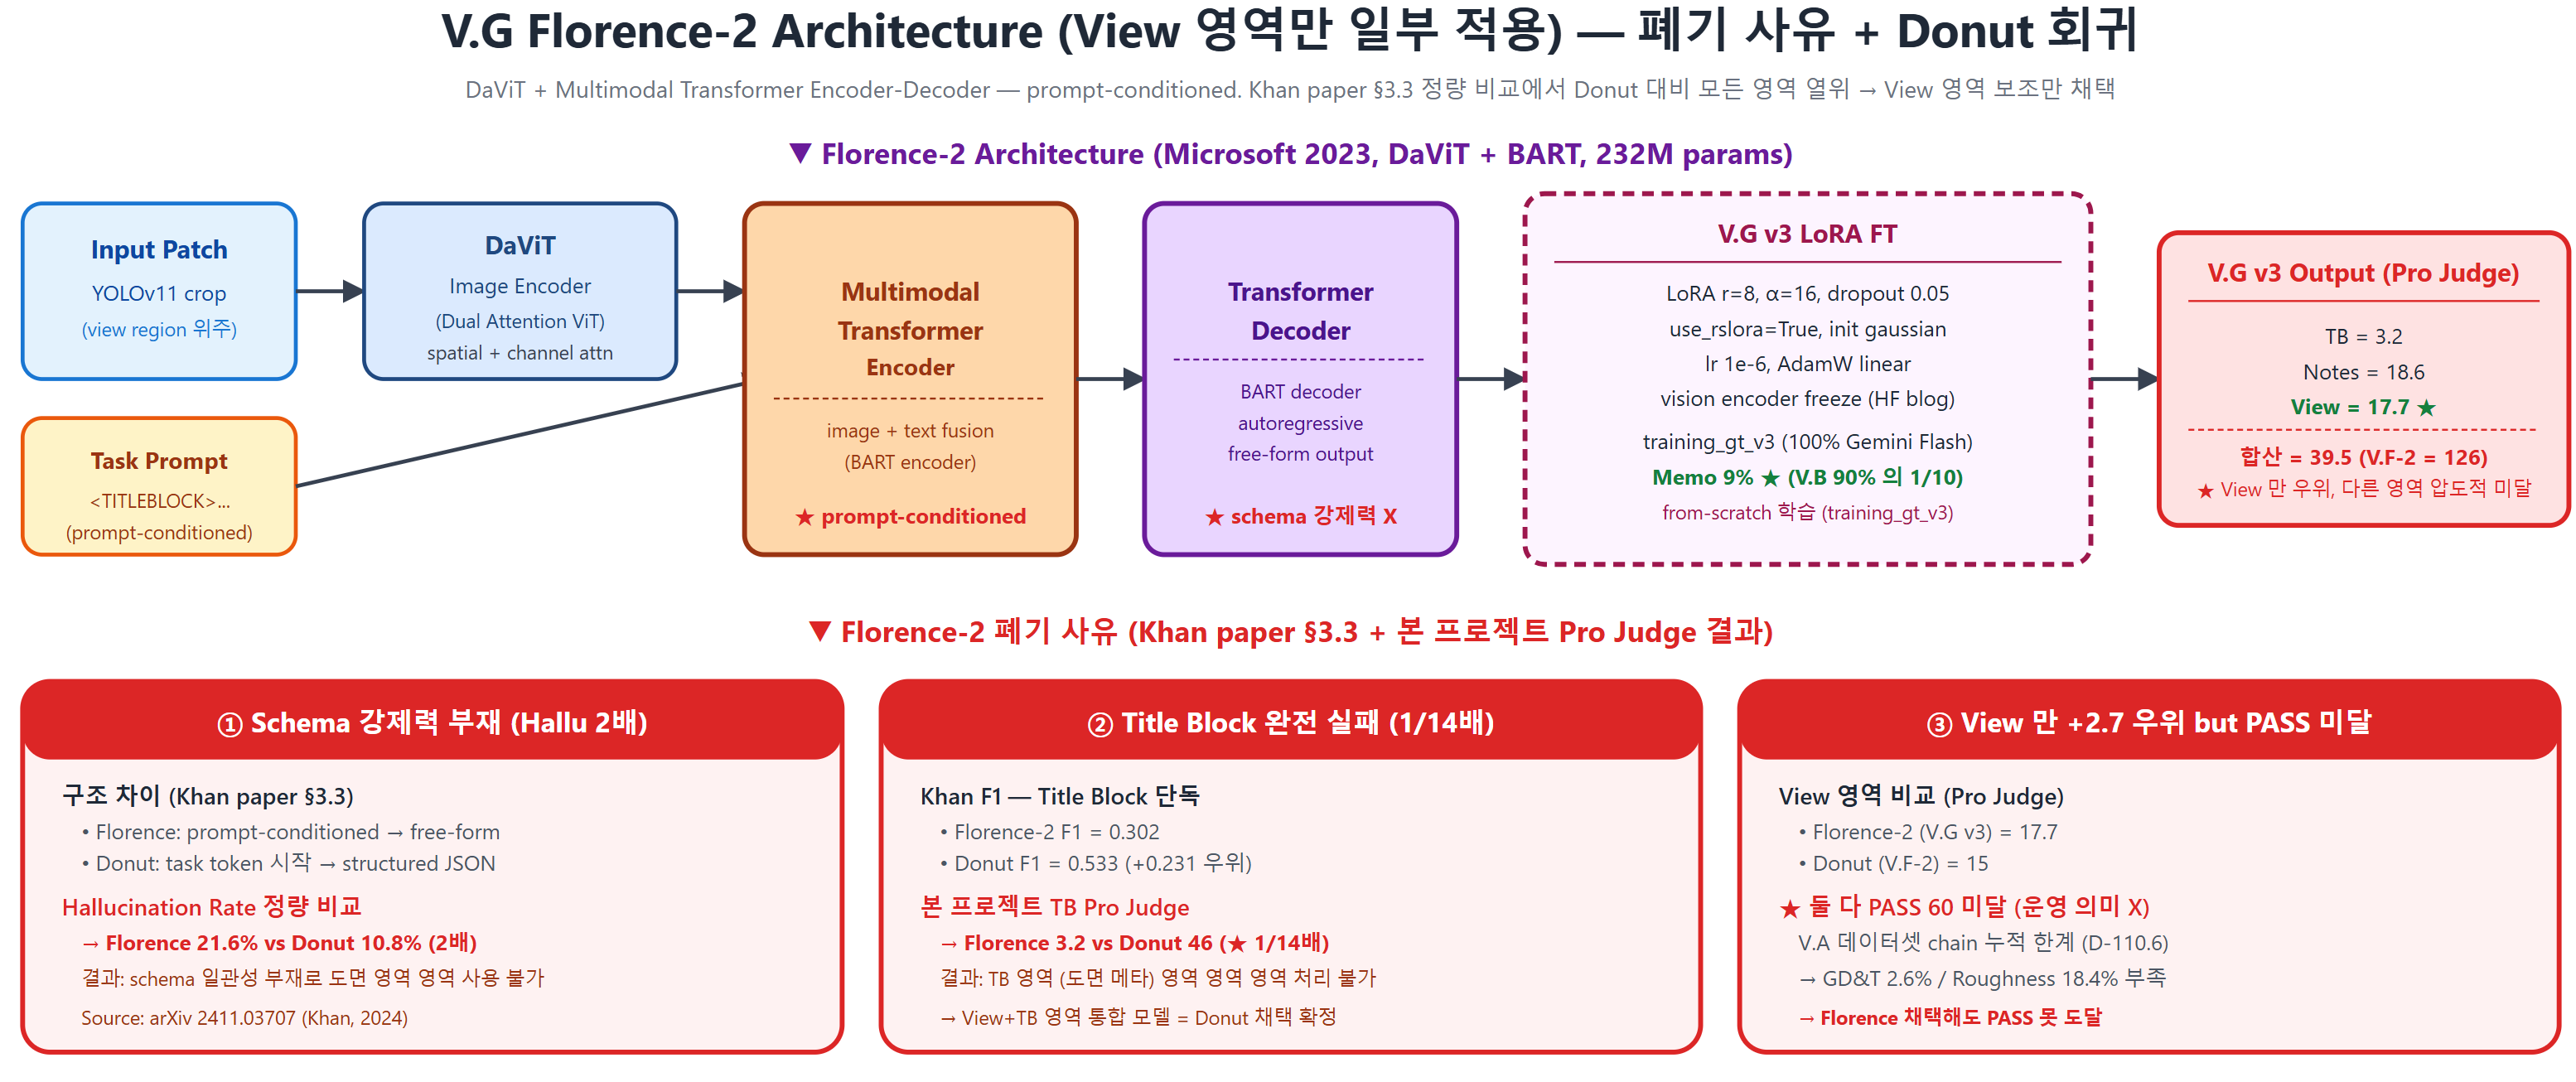 V.G Florence-2 Architecture (View 영역만 일부 적용) — 폐기 사유 + Donut 회귀
DaViT + Multimodal Transformer Encoder-Decoder — prompt-conditioned. Khan paper §3.3 정량 비교에서 Donut 대비 모든 영역 열위 → View 영역 보조만 채택
▼ Florence-2 Architecture (Microsoft 2023, DaViT + BART, 232M params)
Input Patch
YOLOv11 crop
(view region 위주)
Task Prompt
<TITLEBLOCK>...
(prompt-conditioned)
DaViT
Image Encoder
(Dual Attention ViT)
spatial + channel attn
Multimodal
Transformer
Encoder
image + text fusion
(BART encoder)
★ prompt-conditioned
Transformer
Decoder
BART decoder
autoregressive
free-form output
★ schema 강제력 X
V.G v3 LoRA FT
LoRA r=8, α=16, dropout 0.05
use_rslora=True, init gaussian
lr 1e-6, AdamW linear
vision encoder freeze (HF blog)
training_gt_v3 (100% Gemini Flash)
Memo 9% ★ (V.B 90% 의 1/10)
from-scratch 학습 (training_gt_v3)
V.G v3 Output (Pro Judge)
TB = 3.2
Notes = 18.6
View = 17.7 ★
합산 = 39.5 (V.F-2 = 126)
★ View 만 우위, 다른 영역 압도적 미달
▼ Florence-2 폐기 사유 (Khan paper §3.3 + 본 프로젝트 Pro Judge 결과)
① Schema 강제력 부재 (Hallu 2배)
구조 차이 (Khan paper §3.3)
• Florence: prompt-conditioned → free-form
• Donut: task token 시작 → structured JSON
Hallucination Rate 정량 비교
→ Florence 21.6% vs Donut 10.8% (2배)
결과: schema 일관성 부재로 도면 영역 영역 사용 불가
Source: arXiv 2411.03707 (Khan, 2024)
② Title Block 완전 실패 (1/14배)
Khan F1 — Title Block 단독
• Florence-2 F1 = 0.302
• Donut F1 = 0.533 (+0.231 우위)
본 프로젝트 TB Pro Judge
→ Florence 3.2 vs Donut 46 (★ 1/14배)
결과: TB 영역 (도면 메타) 영역 영역 영역 처리 불가
→ View+TB 영역 통합 모델 = Donut 채택 확정
③ View 만 +2.7 우위 but PASS 미달
View 영역 비교 (Pro Judge)
• Florence-2 (V.G v3) = 17.7
• Donut (V.F-2) = 15
★ 둘 다 PASS 60 미달 (운영 의미 X)
V.A 데이터셋 chain 누적 한계 (D-110.6)
→ GD&T 2.6% / Roughness 18.4% 부족
→ Florence 채택해도 PASS 못 도달